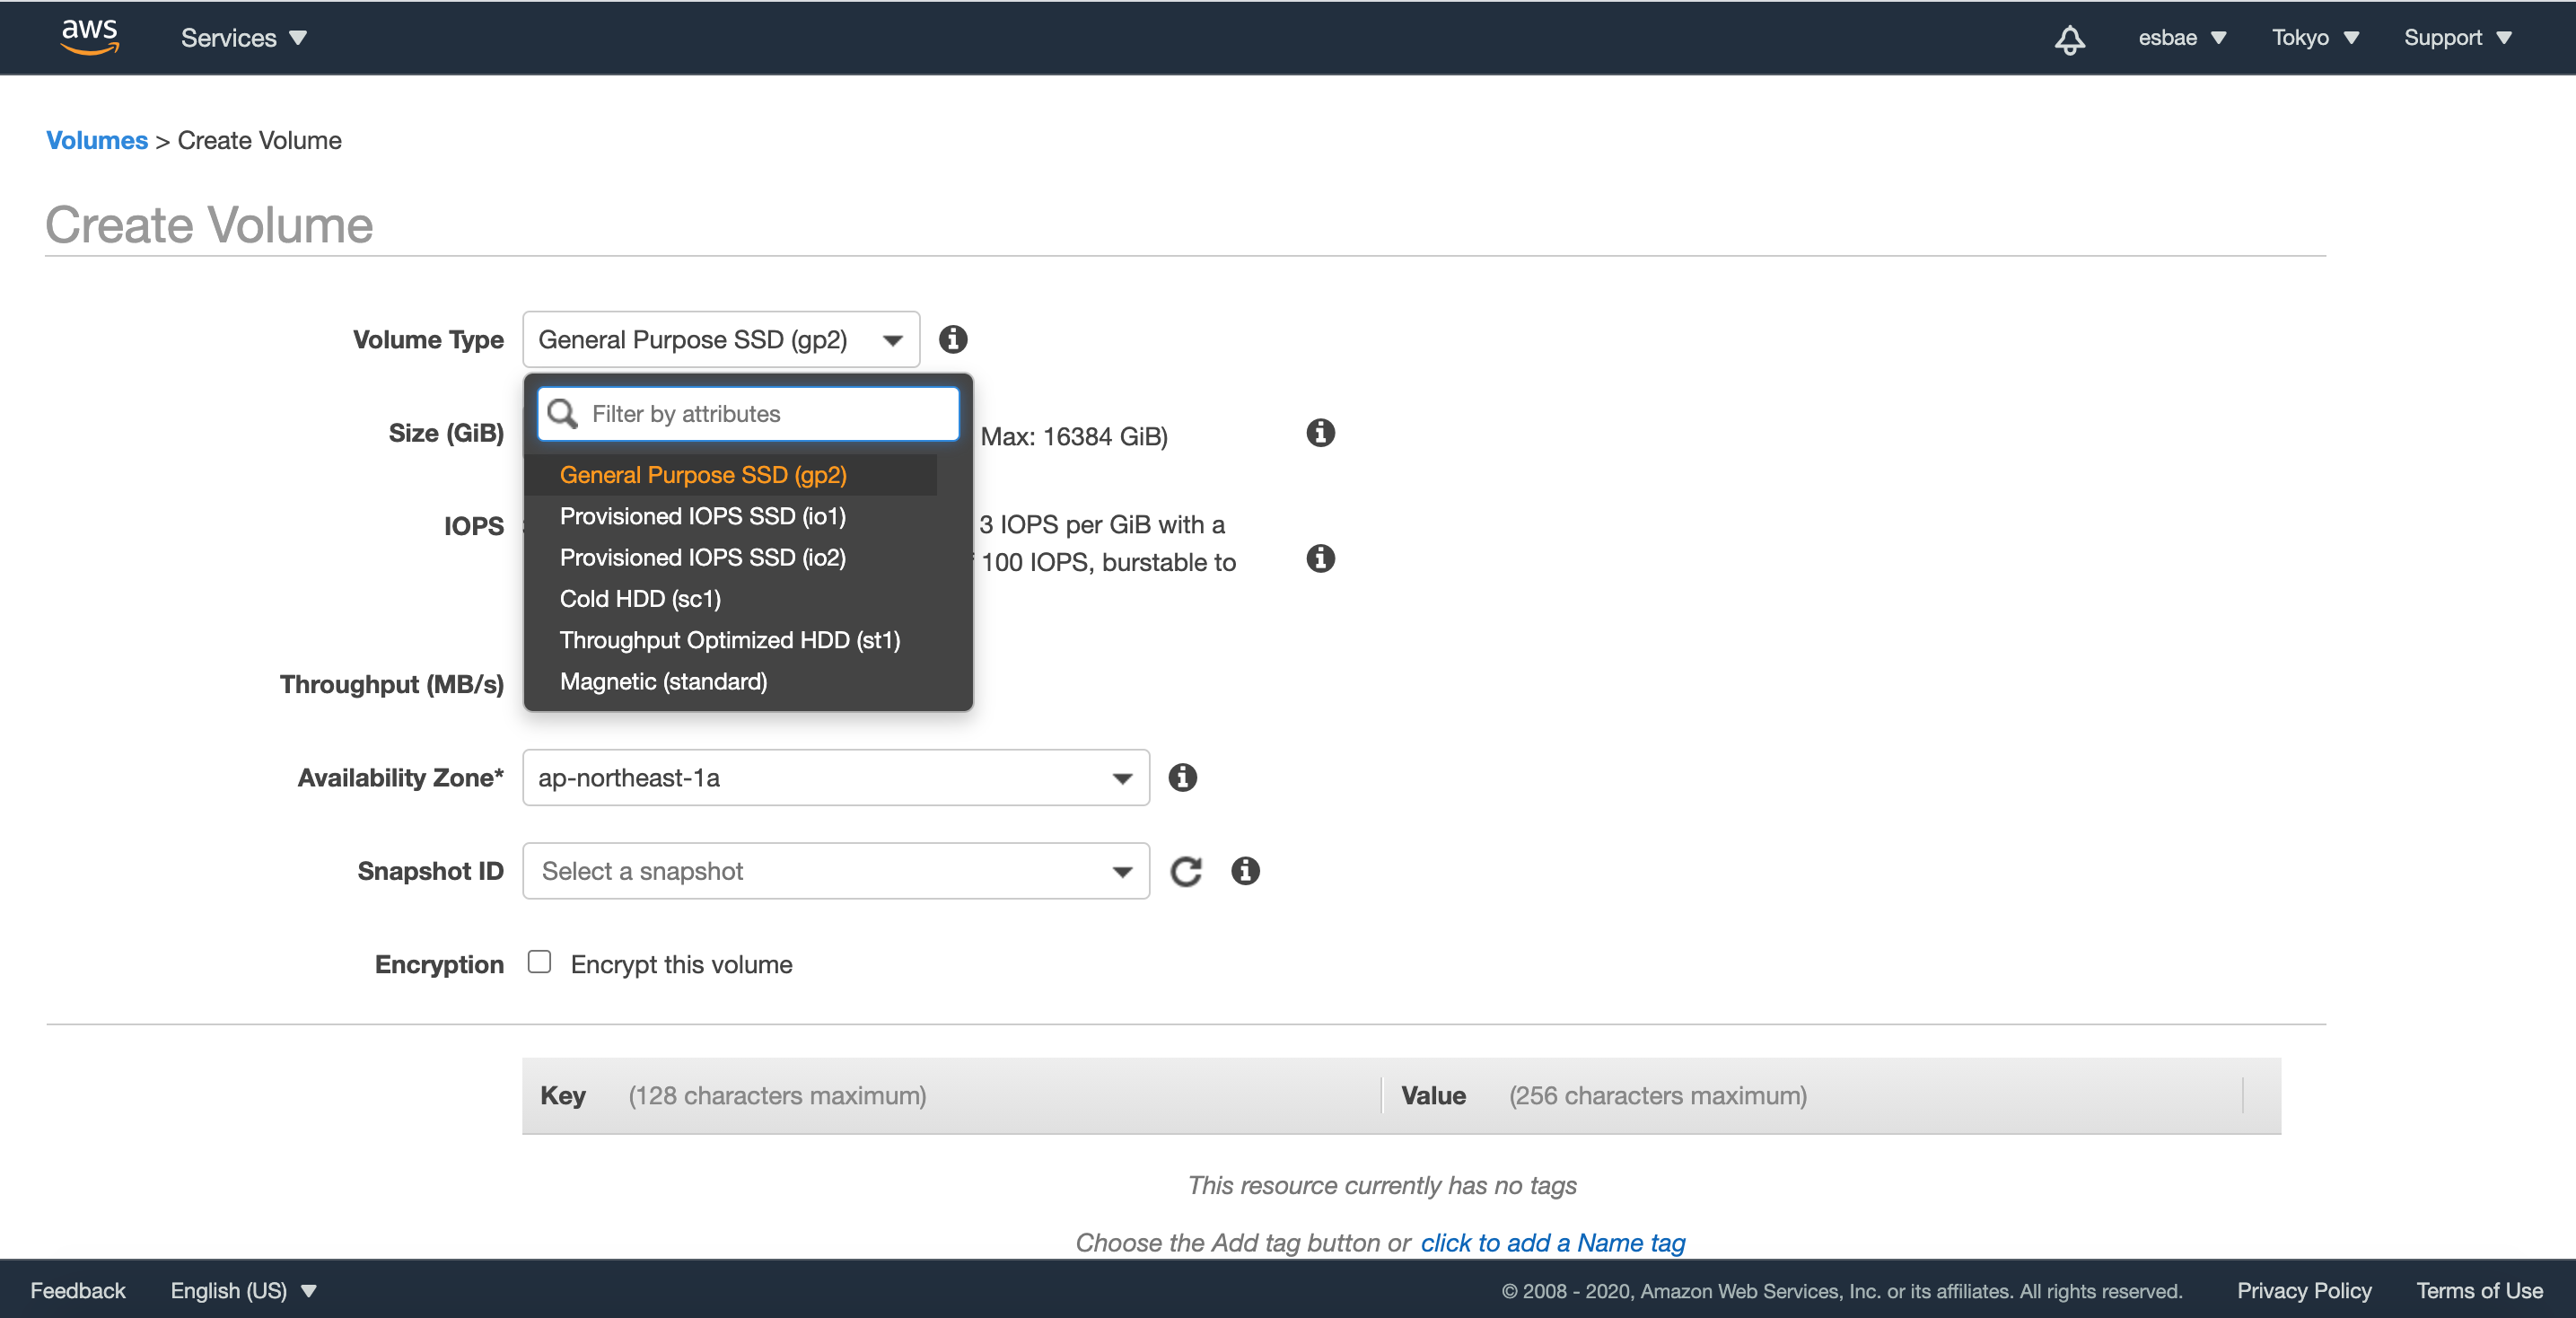 aws Services esbae Tokyo Support
Volumes > Create Volume
Create Volume
Volume Type General Purpose SSD (gp2)
Filter by attributes
Size (GiB) Max: 16384 GiB)
General Purpose SSD (gp2)
Provisioned IOPS SSD (io1)
IOPS 3 IOPS per GiB with a
Provisioned IOPS SSD (io2) 100 IOPS, burstable to
Cold HDD (sc1)
Throughput Optimized HDD (st1)
Throughput (MB/s) Magnetic (standard)
Availability Zone* ap-northeast-1a
Snapshot ID Select a snapshot
Encryption Encrypt this volume
Key (128 characters maximum) Value (256 characters maximum)
This resource currently has no tags
Choose the Add tag button or click to add a Name tag
Feedback English (US) © 2008 - 2020, Amazon Web Services, Inc. or its affiliates. All rights reserved. Privacy Policy Terms of Use